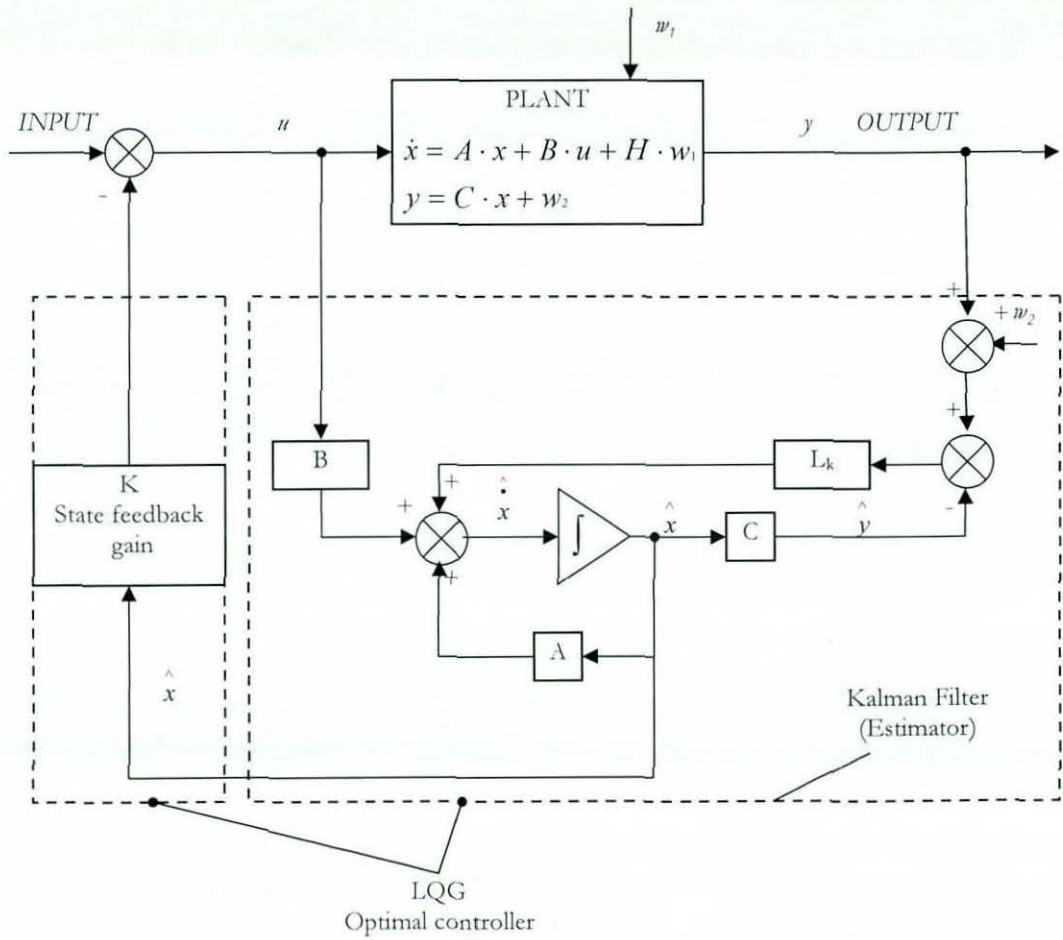 w₁
PLANT
INPUT
u
ẋ = A · x + B · u + H · w₁
y = C · x + w₂
y
OUTPUT
-
+
+ w₂
+
B
L_k
K
State feedback
gain
+
+
^
ẋ
∫
^
x
C
^
y
-
+
A
^
x
Kalman Filter
(Estimator)
LQG
Optimal controller